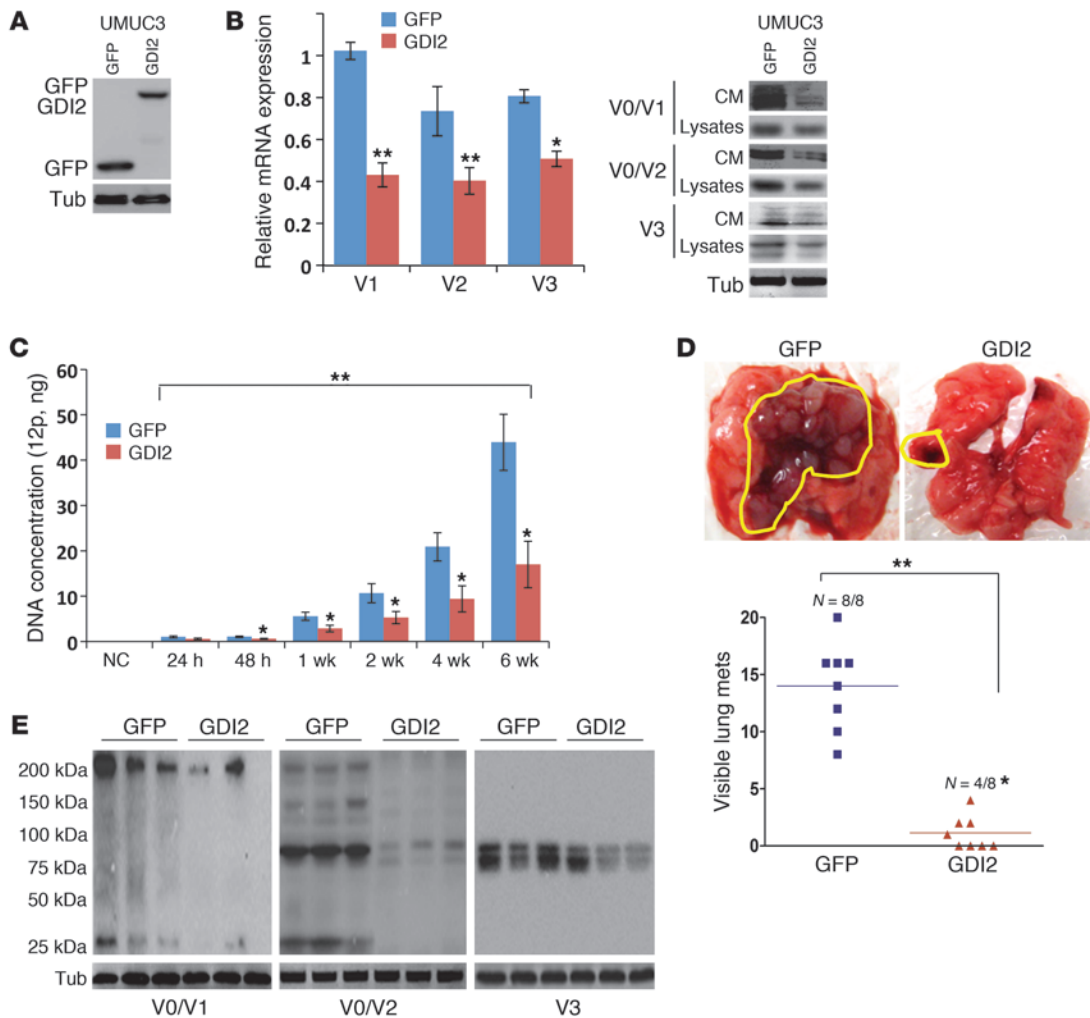 A
UMUC3
GFP
GDI2
GFP
GDI2
GFP
Tub
B
GFP
GDI2
Relative mRNA expression
1
0.8
0.6
0.4
0.2
0
**
**
*
V1
V2
V3
UMUC3
GFP
GDI2
V0/V1
CM
Lysates
V0/V2
CM
Lysates
V3
CM
Lysates
Tub
C
**
GFP
GDI2
DNA concentration (12p, ng)
60
50
40
30
20
10
0
*
*
*
*
*
NC
24 h
48 h
1 wk
2 wk
4 wk
6 wk
D
GFP
GDI2
**
N = 8/8
Visible lung mets
20
15
10
5
0
N = 4/8 *
GFP
GDI2
E
GFP
GDI2
GFP
GDI2
GFP
GDI2
200 kDa
150 kDa
100 kDa
75 kDa
50 kDa
25 kDa
Tub
V0/V1
V0/V2
V3